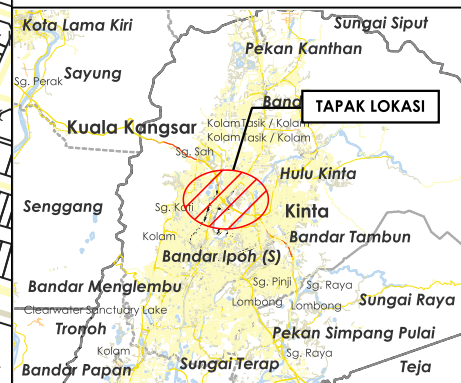 Kota Lama Kiri
Sungai Siput
Pekan Kanthan
Sg. Perak
Sayung
Band
TAPAK LOKASI
Kuala Kangsar
Kolam Tasik / Kolam
Kolam Tasik / Kolam
Sg. Sah
Hulu Kinta
Senggang
Sg. Kati
Kinta
Kolam
Bandar Tambun
Bandar Ipoh (S)
Bandar Menglembu
Sg. Pinji
Sg. Raya
Clearwater Sanctuary Lake
Lombong
Lombong
Sungai Raya
Tronoh
Pekan Simpang Pulai
Kolam
Sg. Raya
Bandar Papan
Sungai Terap
Teja